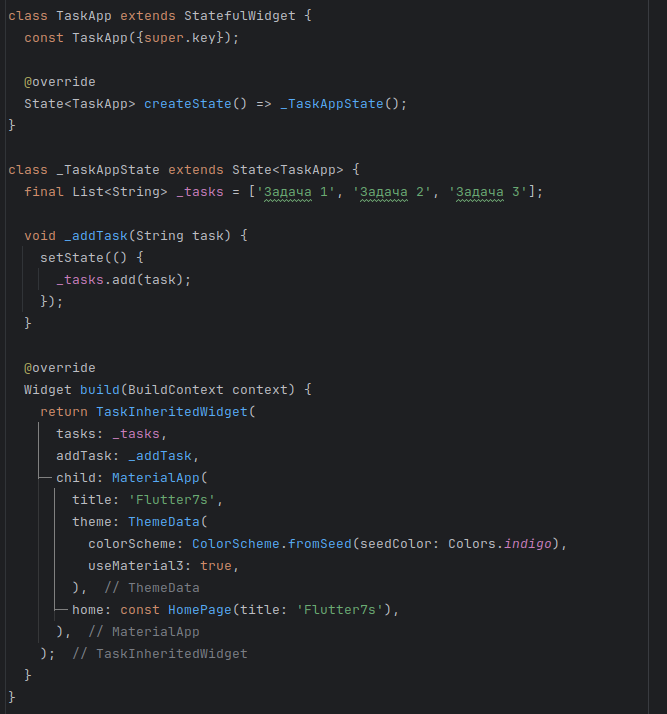 class TaskApp extends StatefulWidget {
  const TaskApp({super.key});

  @override
  State<TaskApp> createState() => _TaskAppState();
}

class _TaskAppState extends State<TaskApp> {
  final List<String> _tasks = ['Задача 1', 'Задача 2', 'Задача 3'];

  void _addTask(String task) {
    setState(() {
      _tasks.add(task);
    });
  }

  @override
  Widget build(BuildContext context) {
    return TaskInheritedWidget(
      tasks: _tasks,
      addTask: _addTask,
      child: MaterialApp(
        title: 'Flutter7s',
        theme: ThemeData(
          colorScheme: ColorScheme.fromSeed(seedColor: Colors.indigo),
          useMaterial3: true,
        ),  // ThemeData
        home: const HomePage(title: 'Flutter7s'),
      ),  // MaterialApp
    );  // TaskInheritedWidget
  }
}